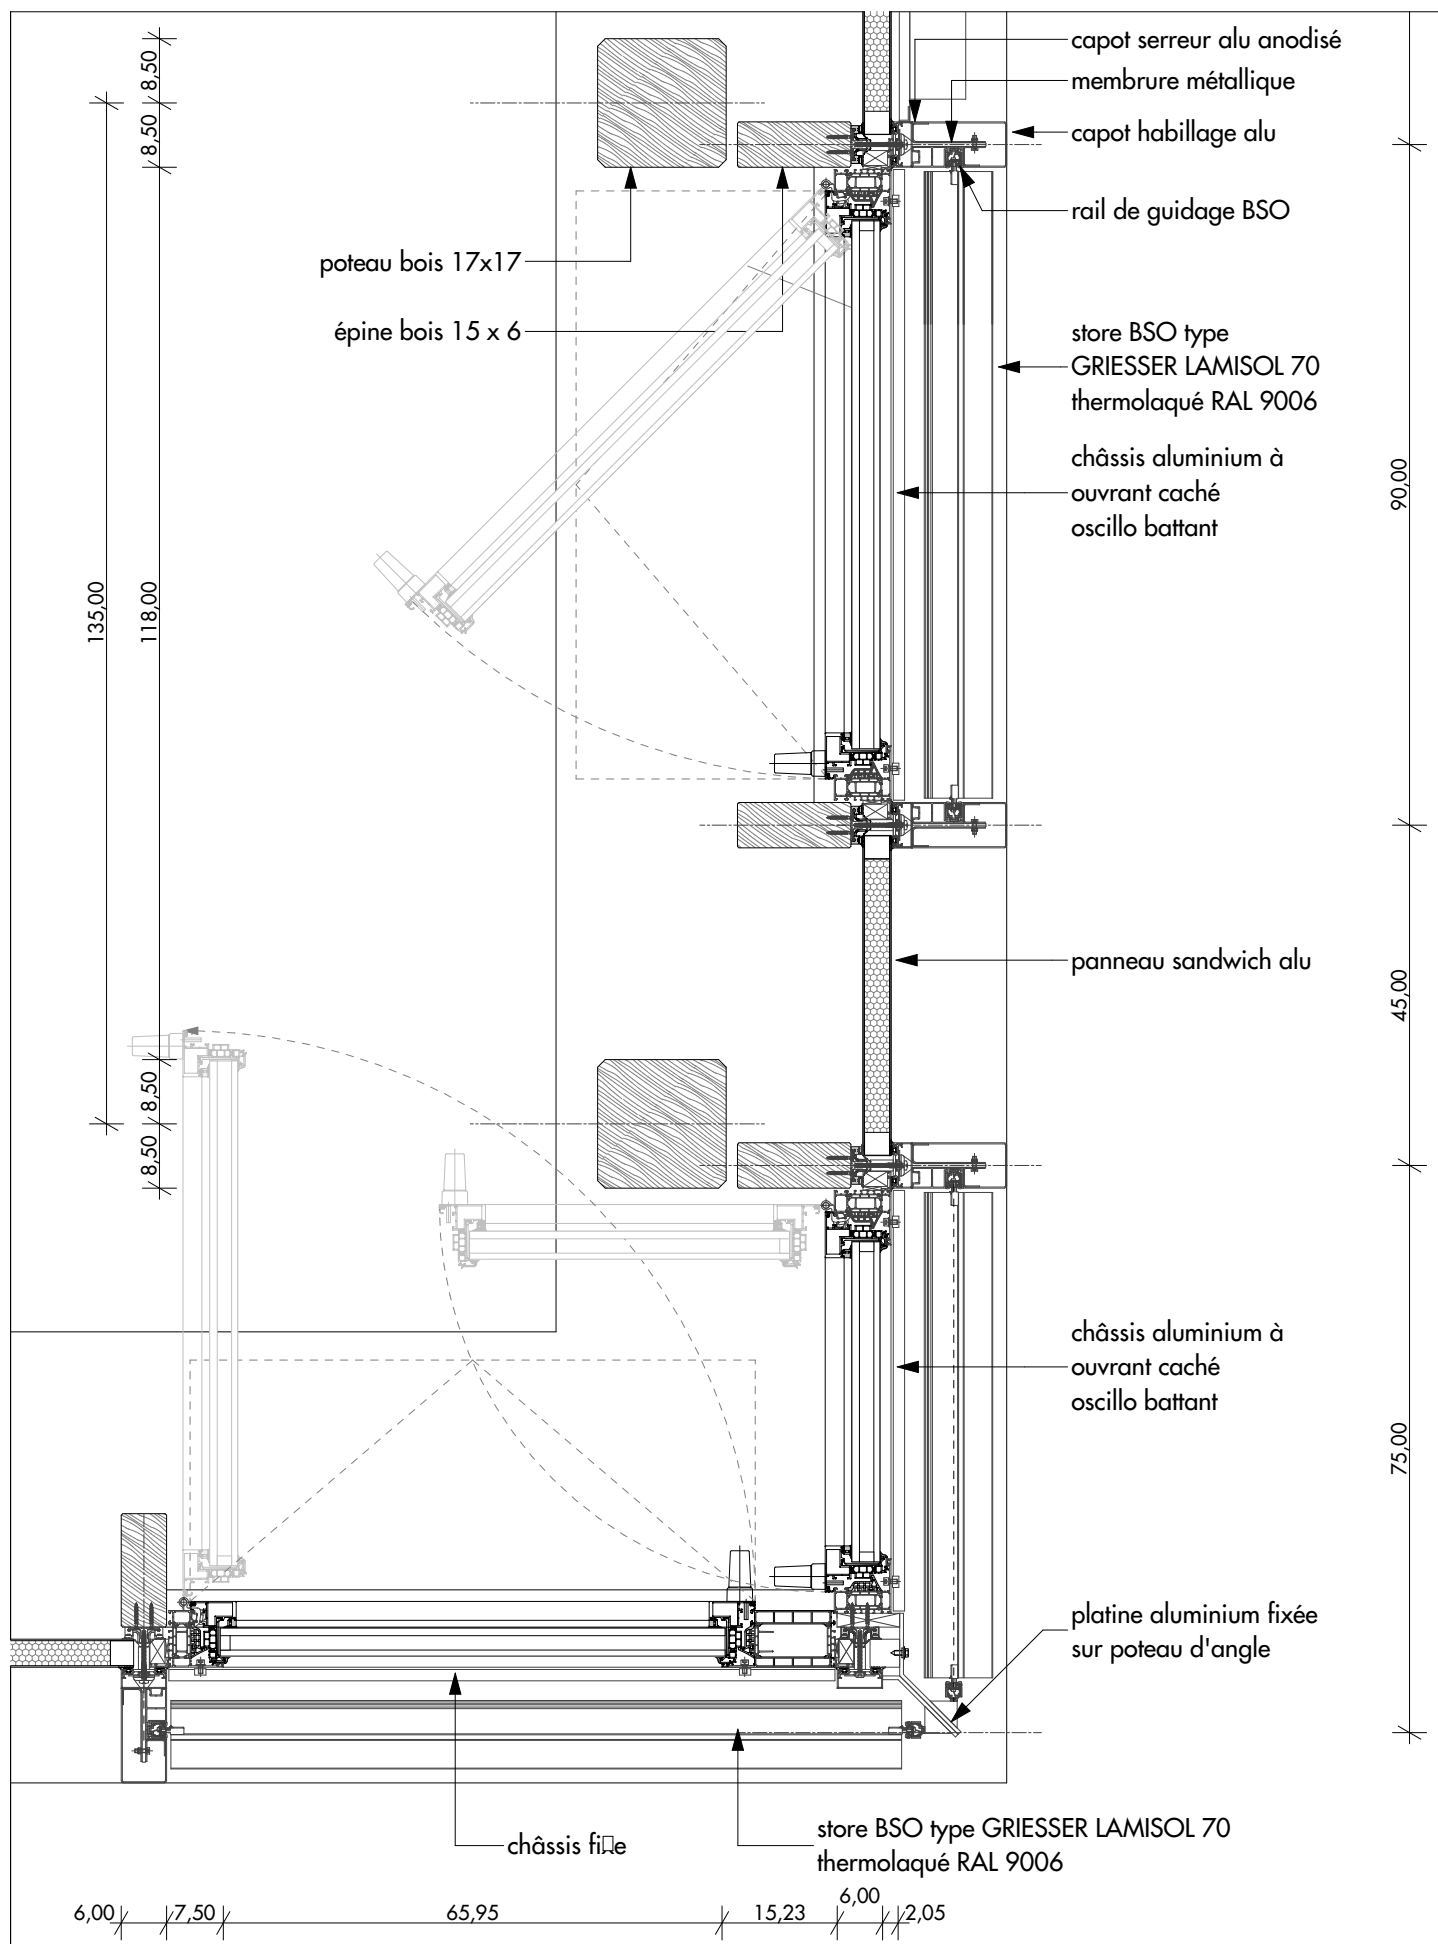 capot serreur alu anodisé
membrure métallique
capot habillage alu
rail de guidage BSO
poteau bois 17x17
épine bois 15 x 6
store BSO type
GRIESSER LAMISOL 70
thermolaqué RAL 9006
châssis aluminium à
ouvrant caché
oscillo battant
panneau sandwich alu
châssis aluminium à
ouvrant caché
oscillo battant
platine aluminium fixée
sur poteau d'angle
châssis fi□e
store BSO type GRIESSER LAMISOL 70
thermolaqué RAL 9006
8,50
8,50
135,00
118,00
8,50
8,50
90,00
45,00
75,00
6,00
7,50
65,95
15,23
6,00
2,05